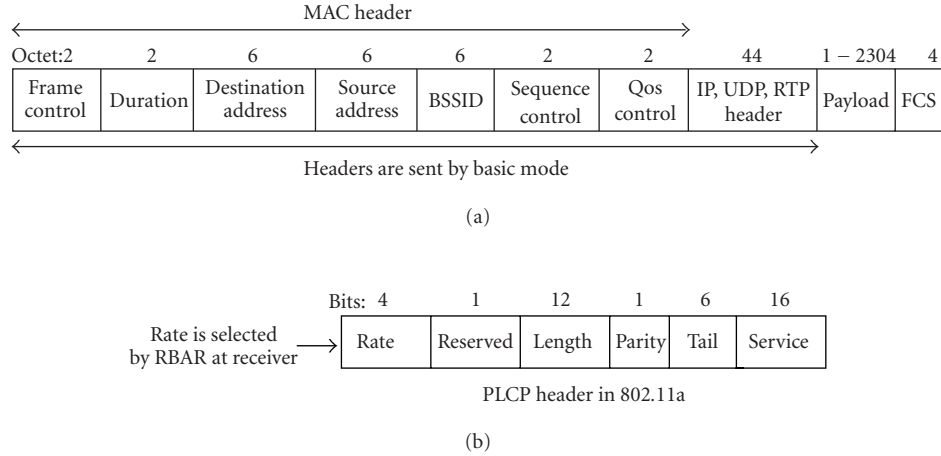 MAC header
Octet:2 2 6 6 6 2 2 44 1 − 2304 4
Frame control Duration Destination address Source address BSSID Sequence control Qos control IP, UDP, RTP header Payload FCS
Headers are sent by basic mode
(a)
Bits: 4 1 12 1 6 16
Rate is selected
by RBAR at receiver
Rate Reserved Length Parity Tail Service
PLCP header in 802.11a
(b)